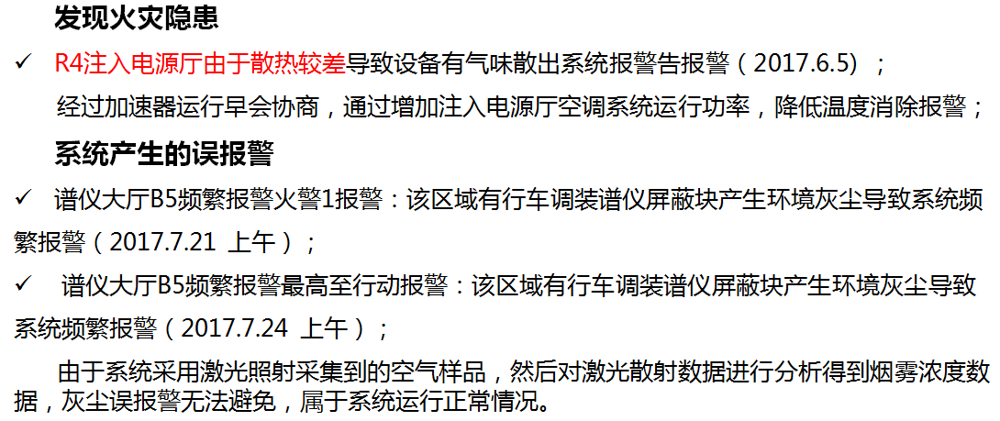 发现火灾隐患
✓ R4注入电源厅由于散热较差导致设备有气味散出系统报警告报警（2017.6.5）；
经过加速器运行早会协商，通过增加注入电源厅空调系统运行功率，降低温度消除报警；
系统产生的误报警
✓ 谱仪大厅B5频繁报警火警1报警：该区域有行车调装谱仪屏蔽块产生环境灰尘导致系统频
繁报警（2017.7.21 上午）；
✓ 谱仪大厅B5频繁报警最高至行动报警：该区域有行车调装谱仪屏蔽块产生环境灰尘导致
系统频繁报警（2017.7.24 上午）；
由于系统采用激光照射采集到的空气样品，然后对激光散射数据进行分析得到烟雾浓度数
据，灰尘误报警无法避免，属于系统运行正常情况。